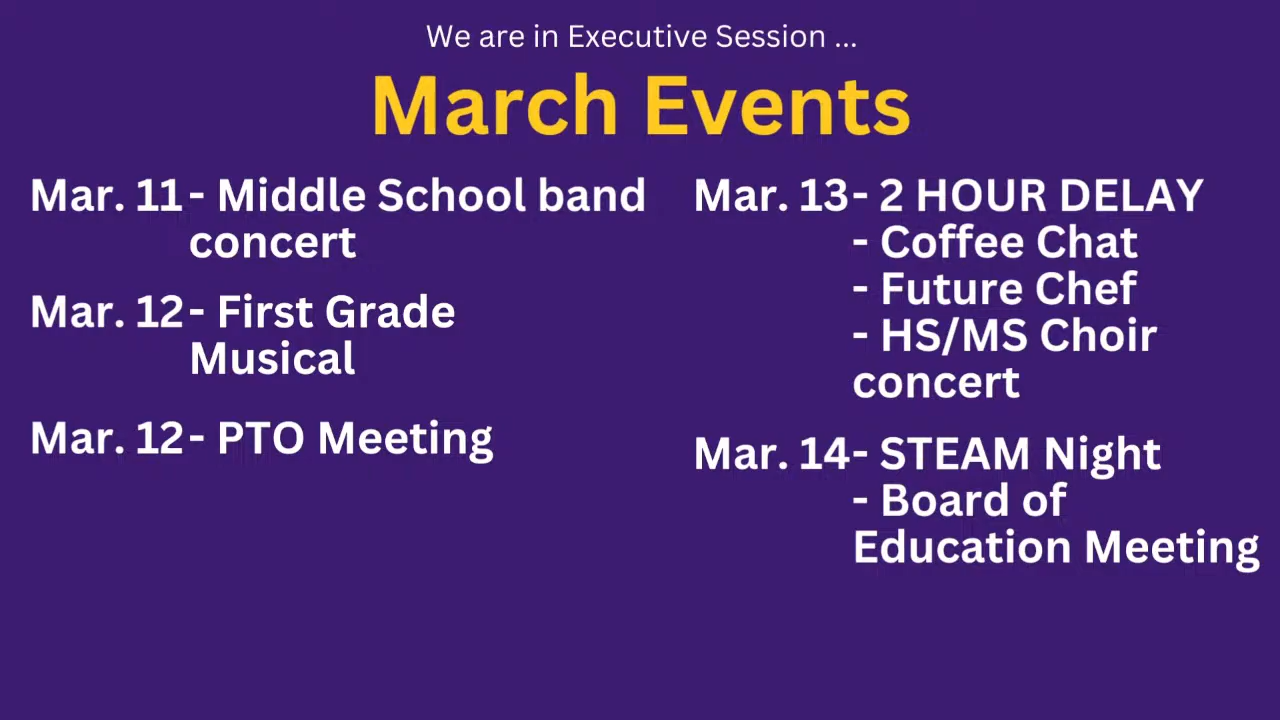 We are in Executive Session ...
March Events
Mar. 11 - Middle School band
concert
Mar. 12 - First Grade
Musical
Mar. 12 - PTO Meeting
Mar. 13 - 2 HOUR DELAY
- Coffee Chat
- Future Chef
- HS/MS Choir
concert
Mar. 14 - STEAM Night
- Board of
Education Meeting